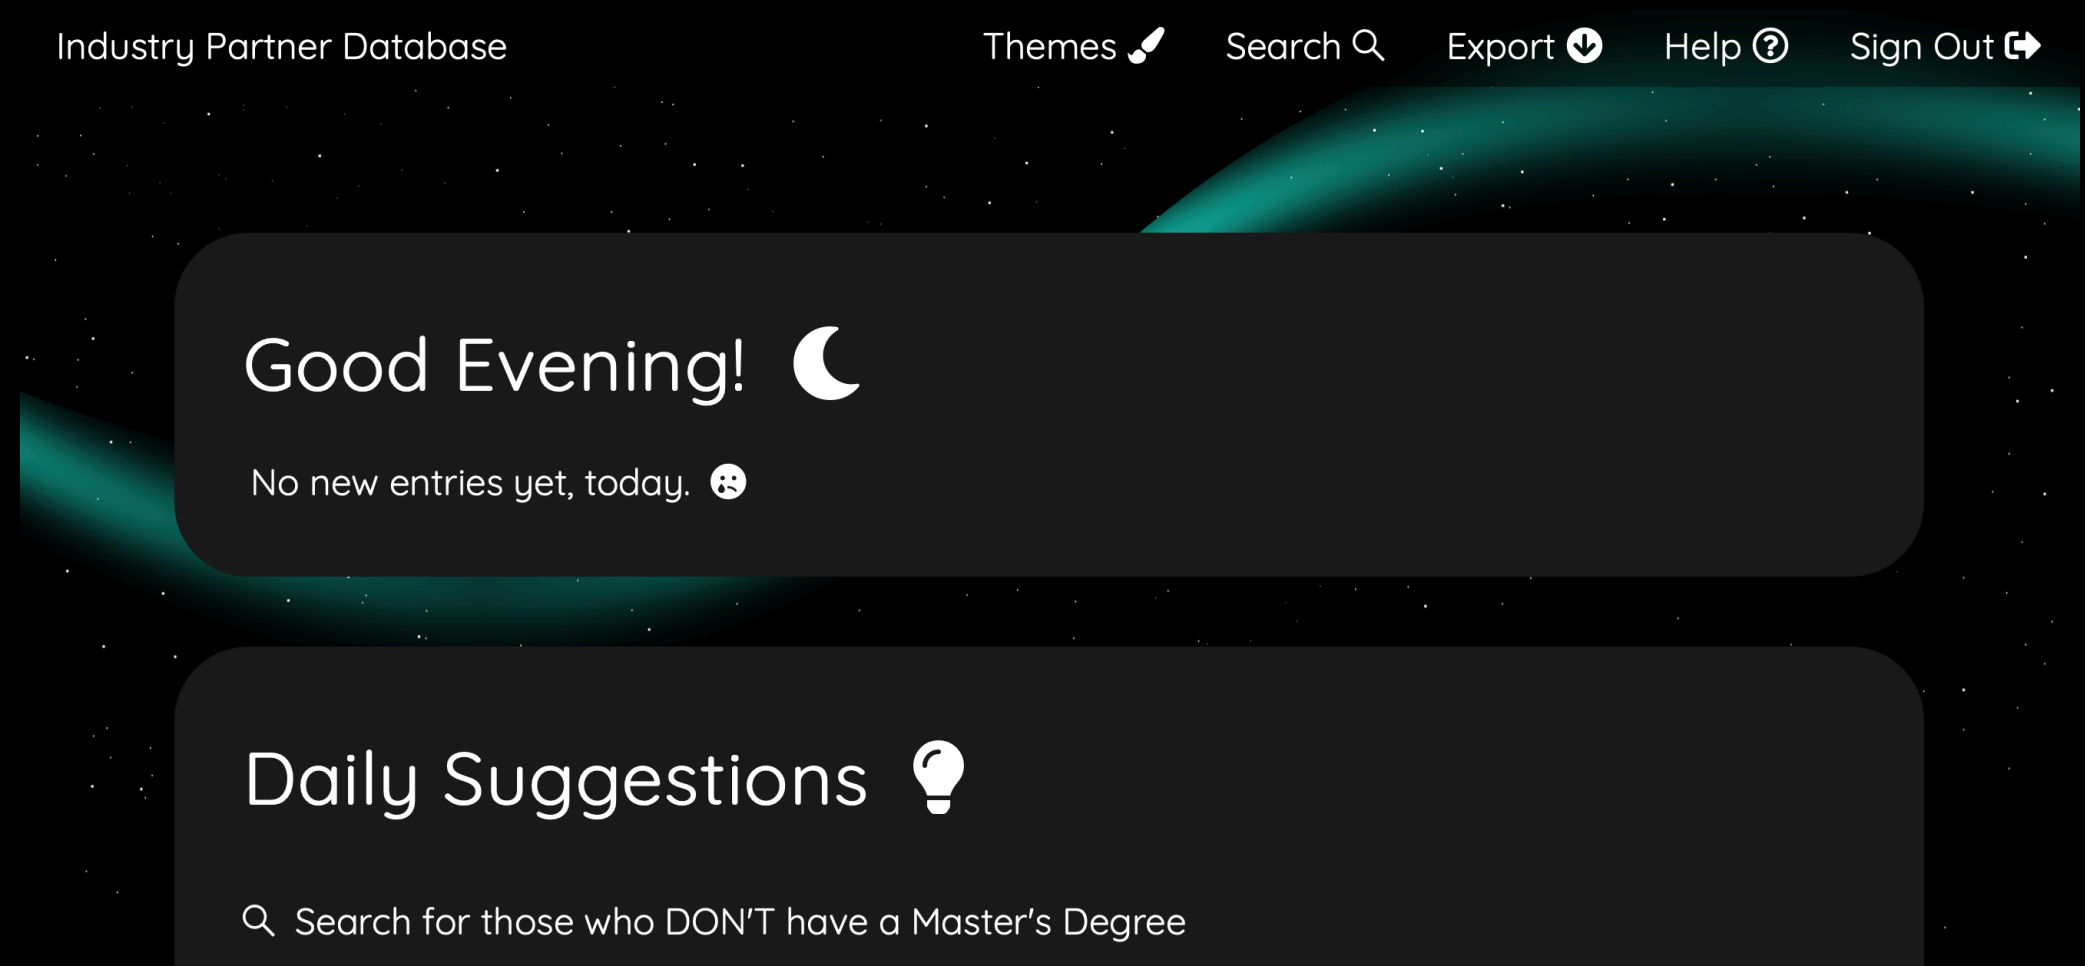 Industry Partner Database
Themes
Search
Export
Help
Sign Out
Good Evening!
No new entries yet, today.
Daily Suggestions
Search for those who DON'T have a Master's Degree